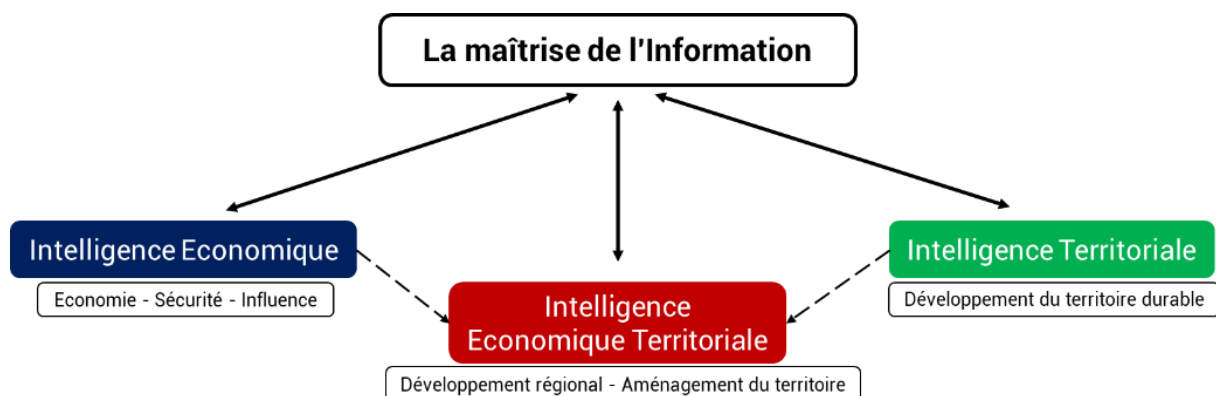 La maîtrise de l'Information
Intelligence Economique
Economie - Sécurité - Influence
Intelligence
Economique Territoriale
Développement régional - Aménagement du territoire
Intelligence Territoriale
Développement du territoire durable